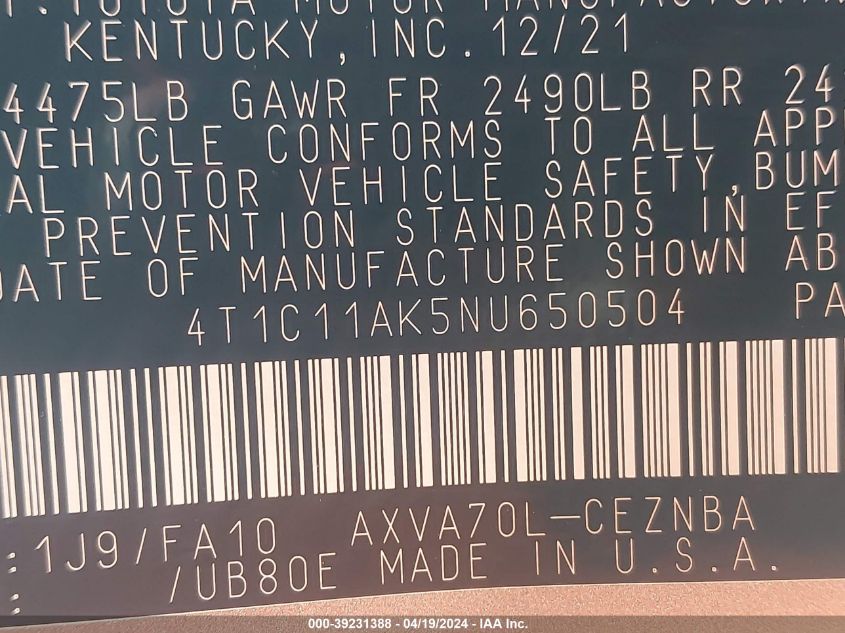 TOYOTA MOTOR
KENTUCKY, INC. 12/21
4475LB GAWR FR 2490LB RR 24
VEHICLE CONFORMS TO ALL APP
AL MOTOR VEHICLE SAFETY, BUM
PREVENTION STANDARDS IN EF
DATE OF MANUFACTURE SHOWN AB
4T1C11AK5NU650504 PA
:1J9/FA10 AXVA70L-CEZNBA
: /UB80E MADE IN U.S.A.
000-39231388 - 04/19/2024 - IAA Inc.